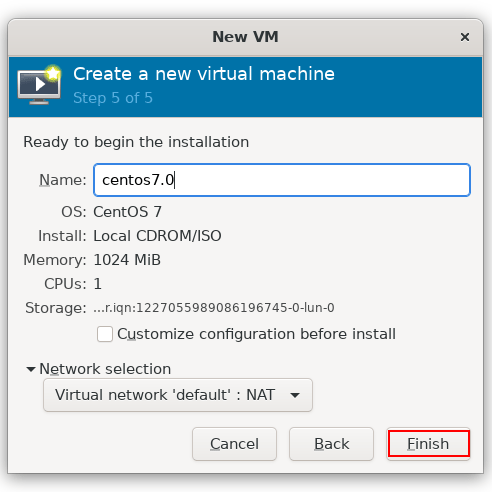 New VM ×
Create a new virtual machine
Step 5 of 5
Ready to begin the installation
Name: centos7.0
OS: CentOS 7
Install: Local CDROM/ISO
Memory: 1024 MiB
CPUs: 1
Storage: ...r.iqn:1227055989086196745-0-lun-0
Customize configuration before install
Network selection
Virtual network 'default' : NAT
Cancel Back Finish